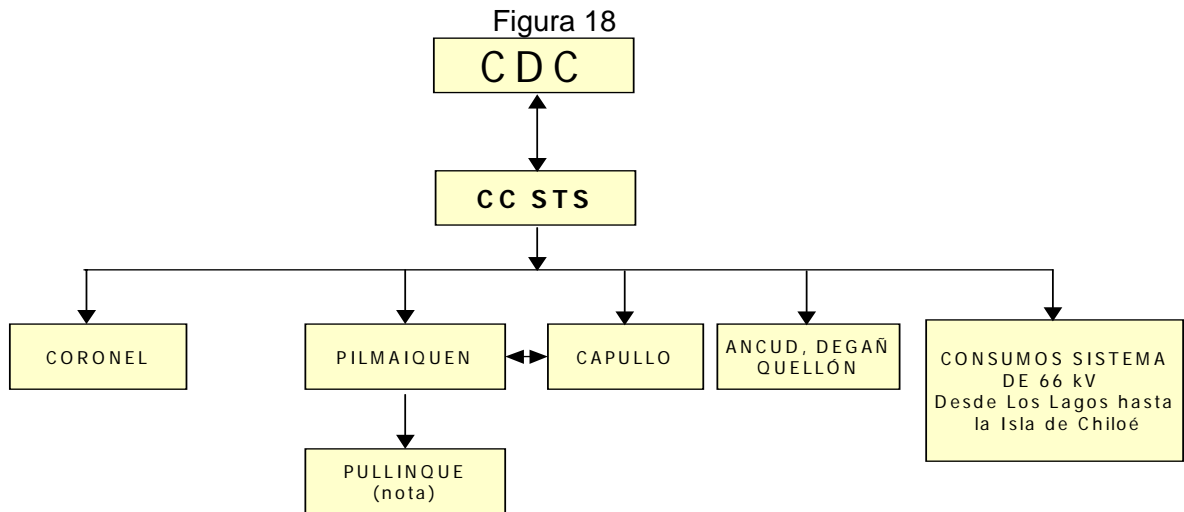 Figura 18
CDC
CC STS
CORONEL
PILMAIQUEN
CAPULLO
ANCUD, DEGAÑ
QUELLÓN
CONSUMOS SISTEMA
DE 66 kV
Desde Los Lagos hasta
la Isla de Chiloé
PULLINQUE
(nota)